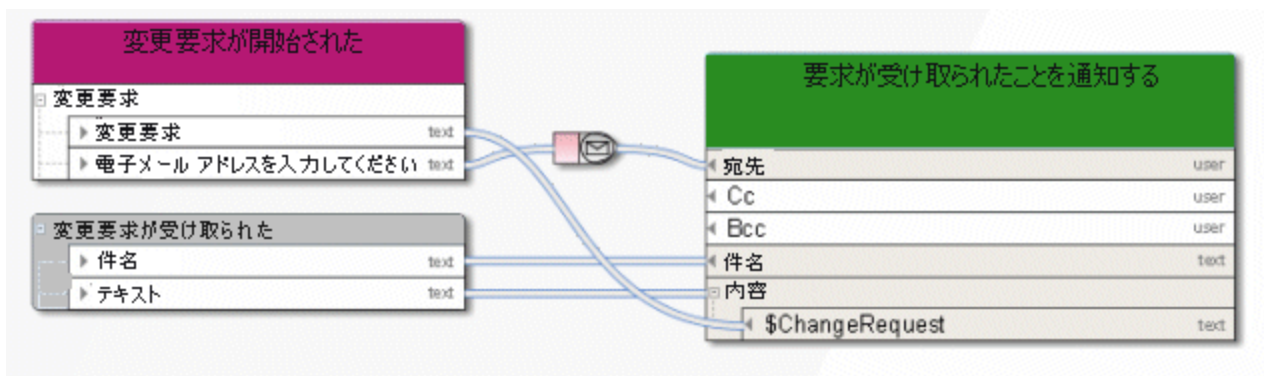 変更要求が開始された
変更要求
変更要求 text
電子メール アドレスを入力してください text
変更要求が受け取られた
件名 text
テキスト text
要求が受け取られたことを通知する
宛先 user
Cc user
Bcc user
件名 text
内容
$ChangeRequest text